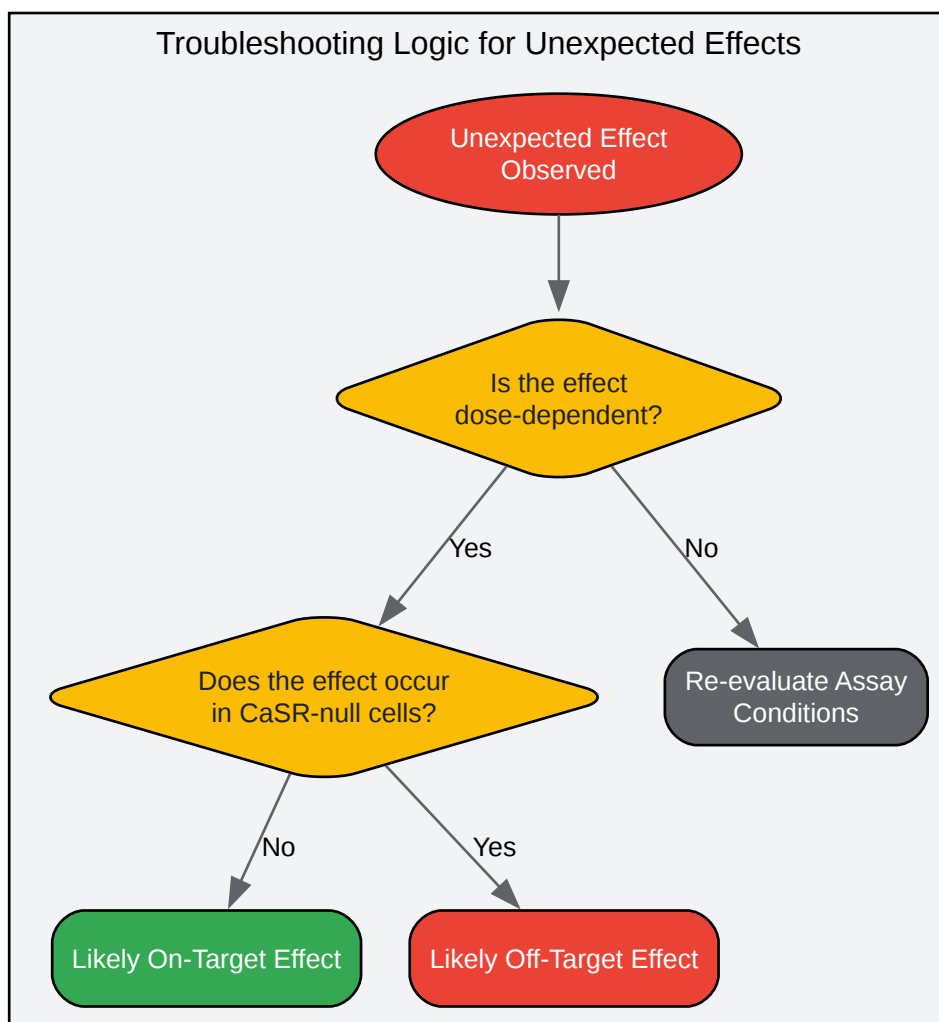 Troubleshooting Logic for Unexpected Effects
Unexpected Effect
Observed
Is the effect
dose-dependent?
Yes
No
Does the effect occur
in CaSR-null cells?
Re-evaluate Assay
Conditions
No
Yes
Likely On-Target Effect
Likely Off-Target Effect